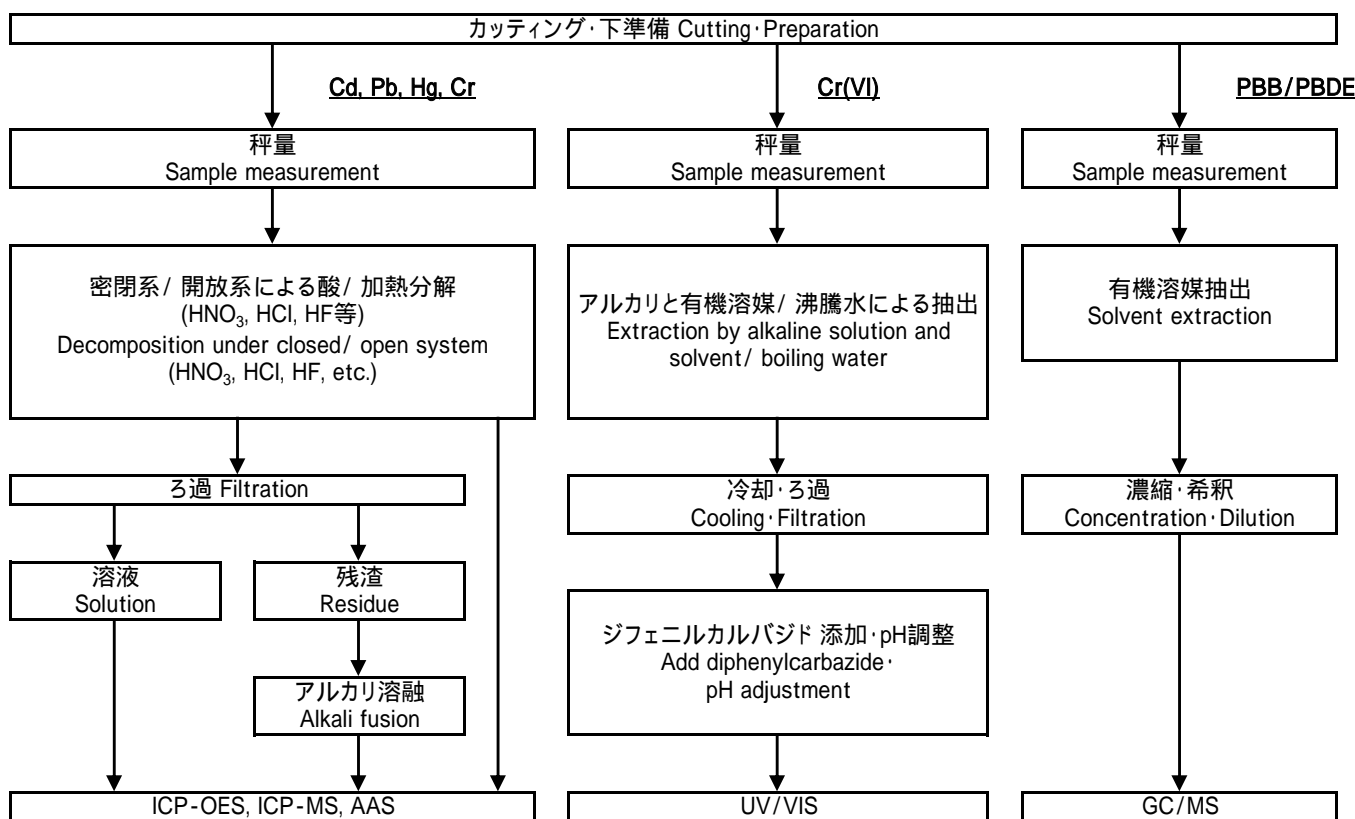 カッティング・下準備 Cutting・Preparation
Cd, Pb, Hg, Cr
Cr(VI)
PBB/PBDE
秤量
Sample measurement
秤量
Sample measurement
秤量
Sample measurement
密閉系/ 開放系による酸/ 加熱分解
(HNO₃, HCl, HF等)
Decomposition under closed/ open system
(HNO₃, HCl, HF, etc.)
アルカリと有機溶媒/ 沸騰水による抽出
Extraction by alkaline solution and
solvent/ boiling water
有機溶媒抽出
Solvent extraction
ろ過 Filtration
冷却・ろ過
Cooling・Filtration
濃縮・希釈
Concentration・Dilution
溶液
Solution
残渣
Residue
ジフェニルカルバジド 添加・pH調整
Add diphenylcarbazide・
pH adjustment
アルカリ溶融
Alkali fusion
ICP-OES, ICP-MS, AAS
UV/VIS
GC/MS